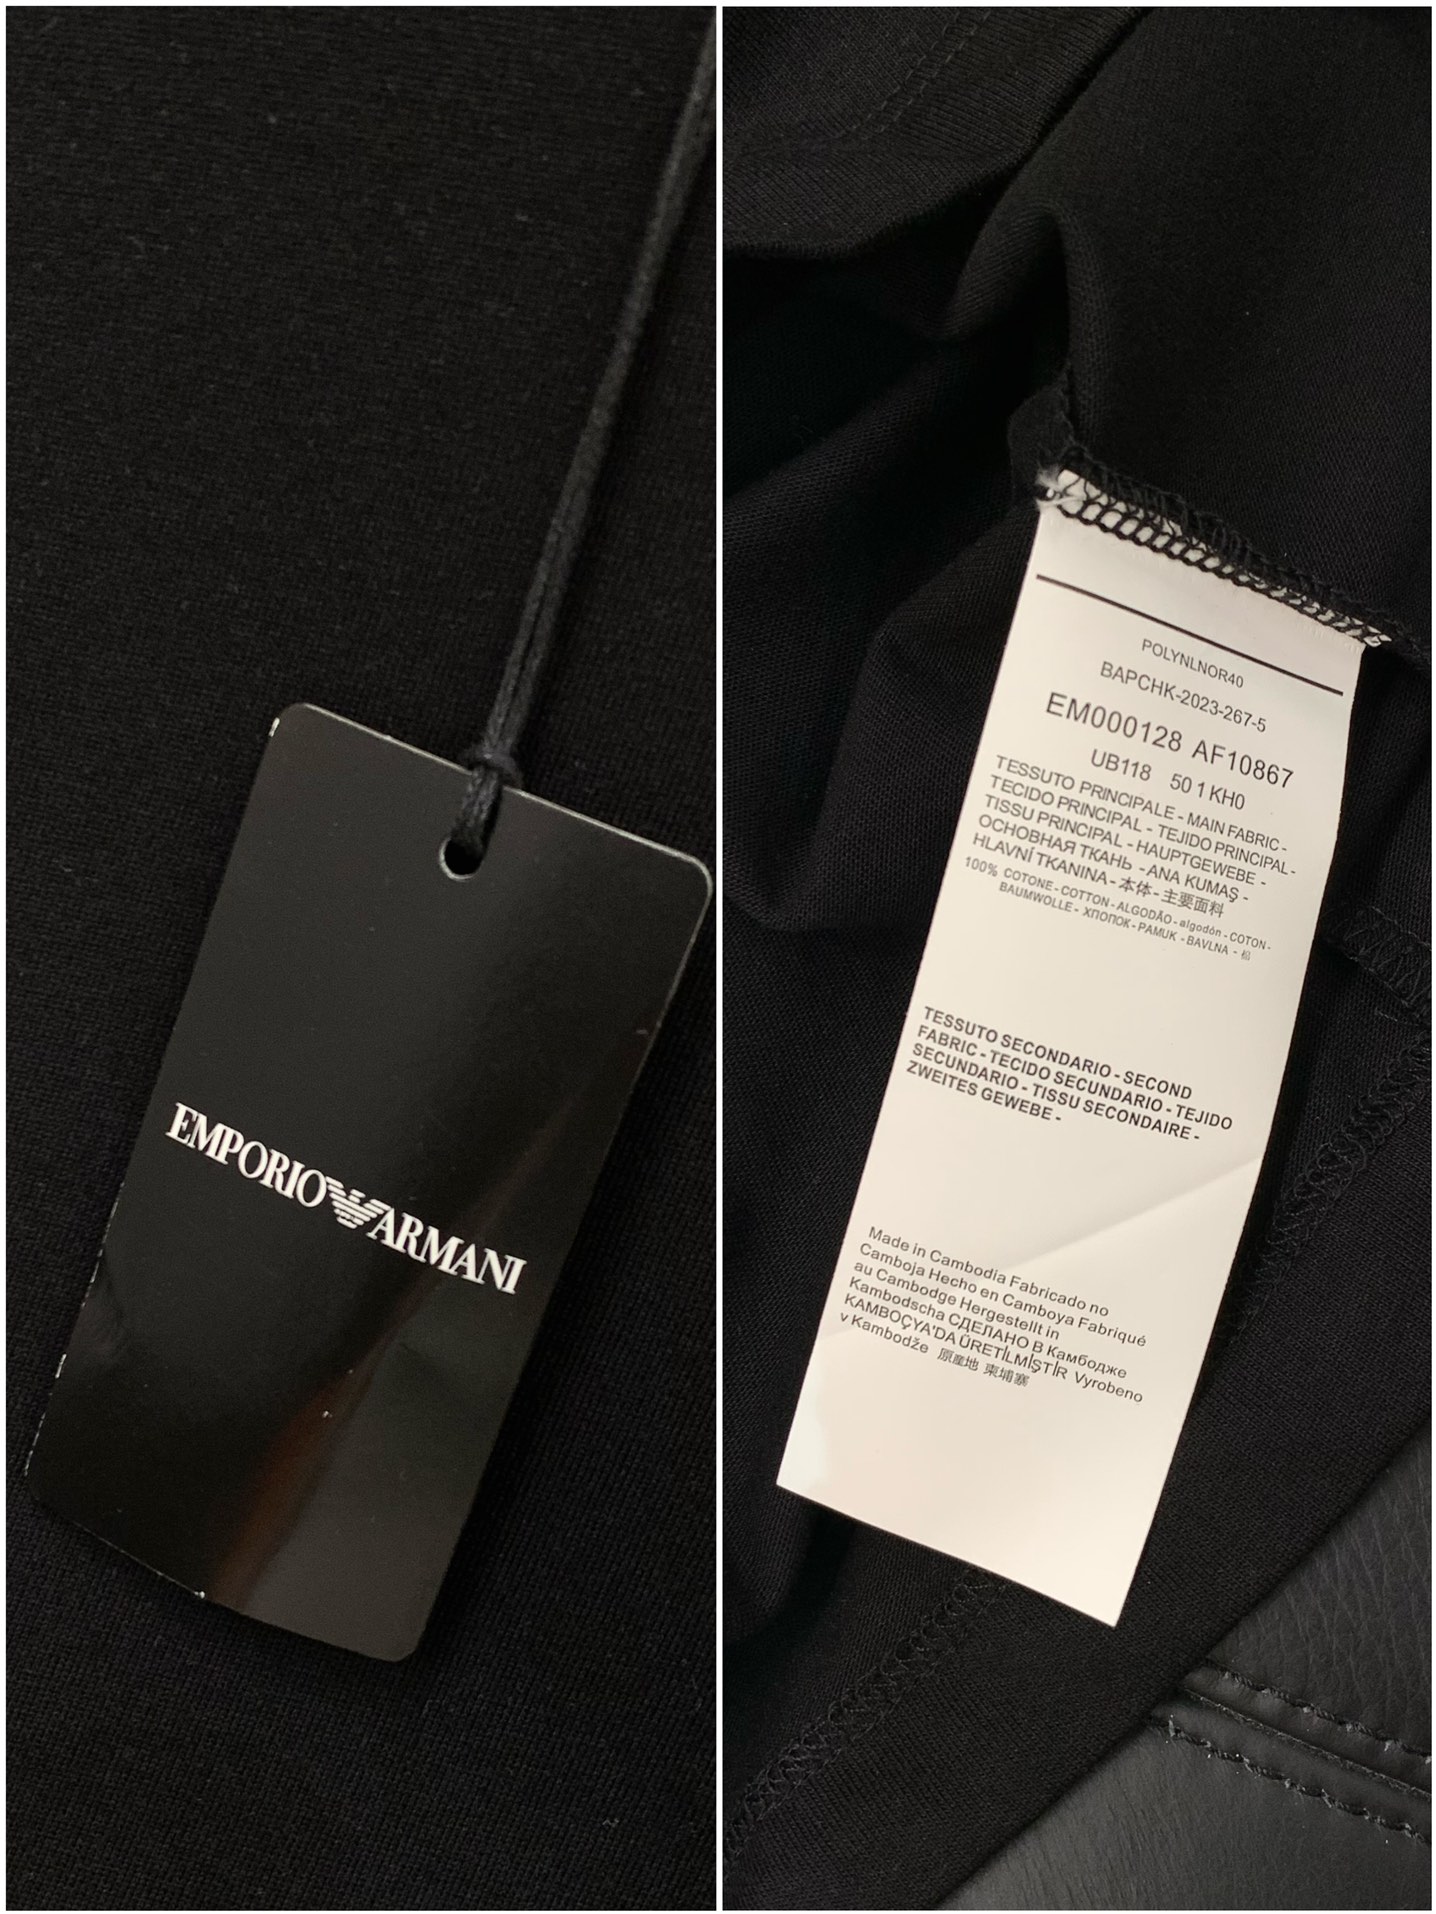 EMPORIO ARMANI
POLYNLNOR40
BAPCHK-2023-267-5
EM000128 AF10867
UB118 50 1 KH0
TESSUTO PRINCIPALE - MAIN FABRIC -
TECIDO PRINCIPAL - TEJIDO PRINCIPAL -
TISSU PRINCIPAL - HAUPTGEWEBE -
ОСНОВНАЯ ТКАНЬ - ANA KUMAŞ -
HLAVNÍ TKANINA - 本体 - 主要面料
100% COTONE - COTTON - ALGODÃO - algodón - COTON -
BAUMWOLLE - ХЛОПОК - PAMUK - BAVLNA -
TESSUTO SECONDARIO - SECOND
FABRIC - TECIDO SECUNDARIO - TEJIDO
SECUNDARIO - TISSU SECONDAIRE -
ZWEITES GEWEBE -
Made in Cambodia Fabricado no
Camboja Hecho en Camboya Fabriqué
au Cambodge Hergestellt in
Kambodscha СДЕЛАНО В Камбодже
KAMBOÇYA'DA ÜRETİLMİŞTİR Vyrobeno
v Kambodže 原産地 柬埔寨